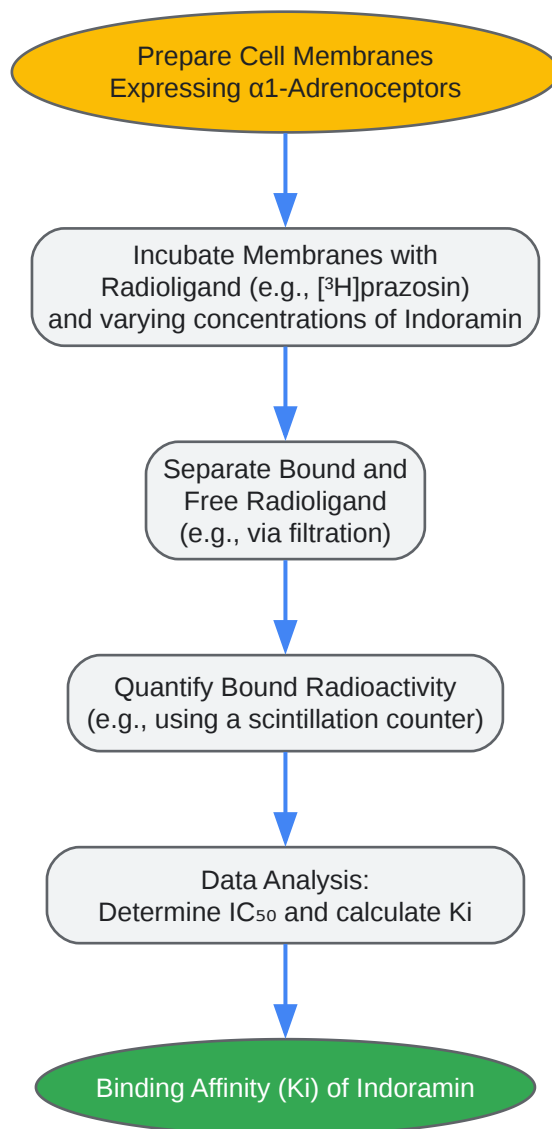 Prepare Cell Membranes
Expressing α1-Adrenoceptors
Incubate Membranes with
Radioligand (e.g., [³H]prazosin)
and varying concentrations of Indoramin
Separate Bound and
Free Radioligand
(e.g., via filtration)
Quantify Bound Radioactivity
(e.g., using a scintillation counter)
Data Analysis:
Determine IC₅₀ and calculate Ki
Binding Affinity (Ki) of Indoramin